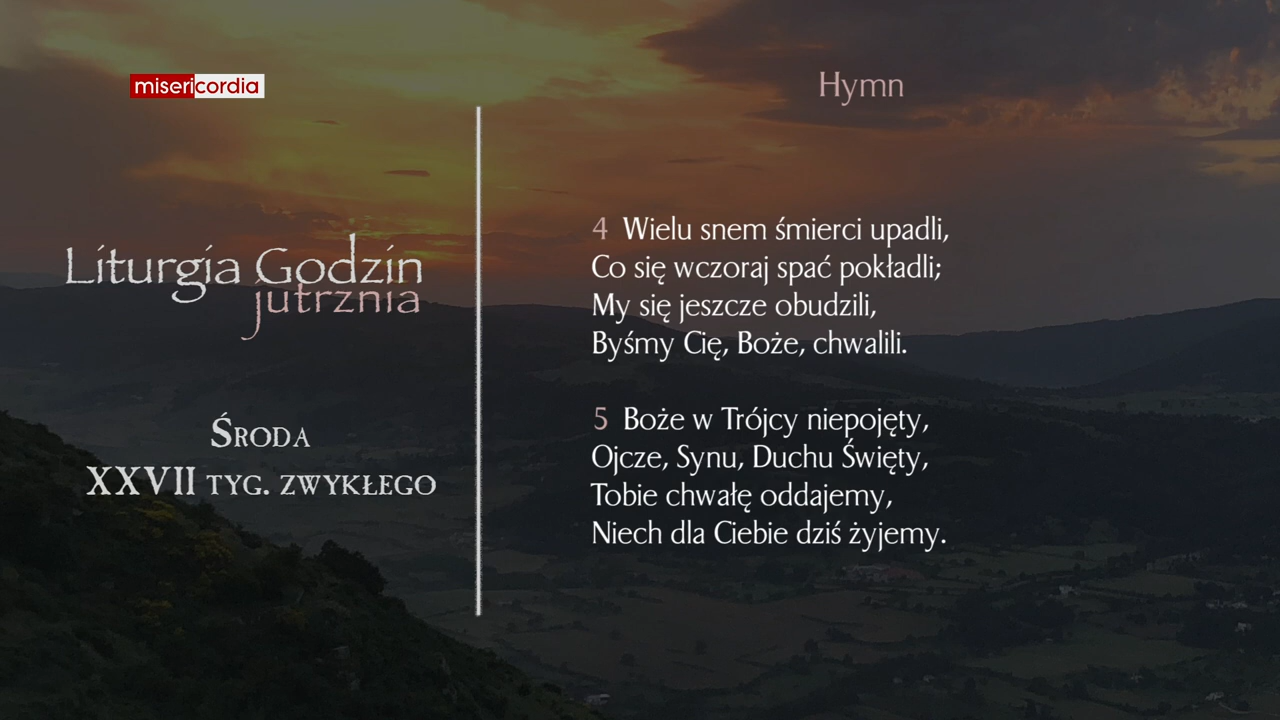 misericordia
Liturgia Godzin
jutrznia
Środa
XXVII tyg. zwykłego
Hymn
4 Wielu snem śmierci upadli,
Co się wczoraj spać pokładli;
My się jeszcze obudzili,
Byśmy Cię, Boże, chwalili.
5 Boże w Trójcy niepojęty,
Ojcze, Synu, Duchu Święty,
Tobie chwałę oddajemy,
Niech dla Ciebie dziś żyjemy.